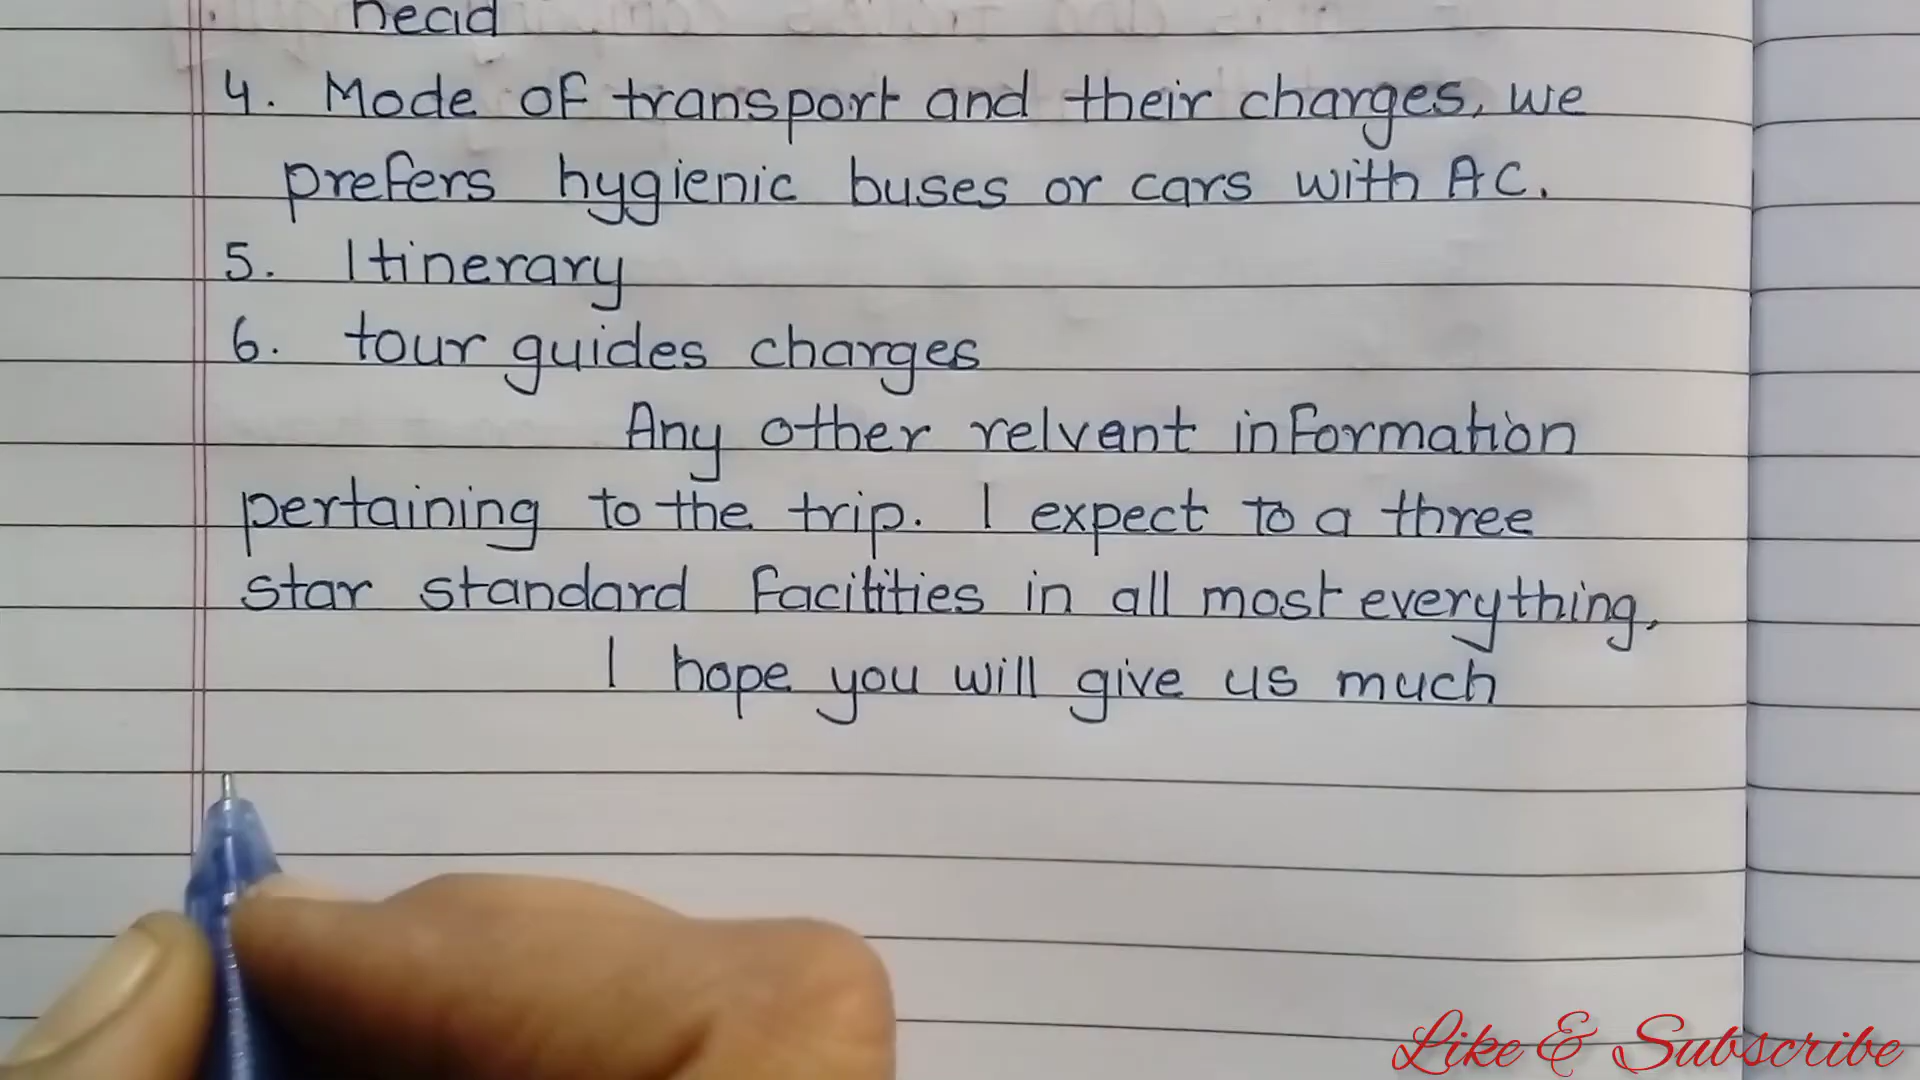 head
4. Mode of transport and their charges, we
prefers hygienic buses or cars with AC.
5. Itinerary
6. tour guides charges
Any other relvent information
pertaining to the trip. I expect to a three
star standard facitities in all most everything.
I hope you will give us much
Like & Subscribe